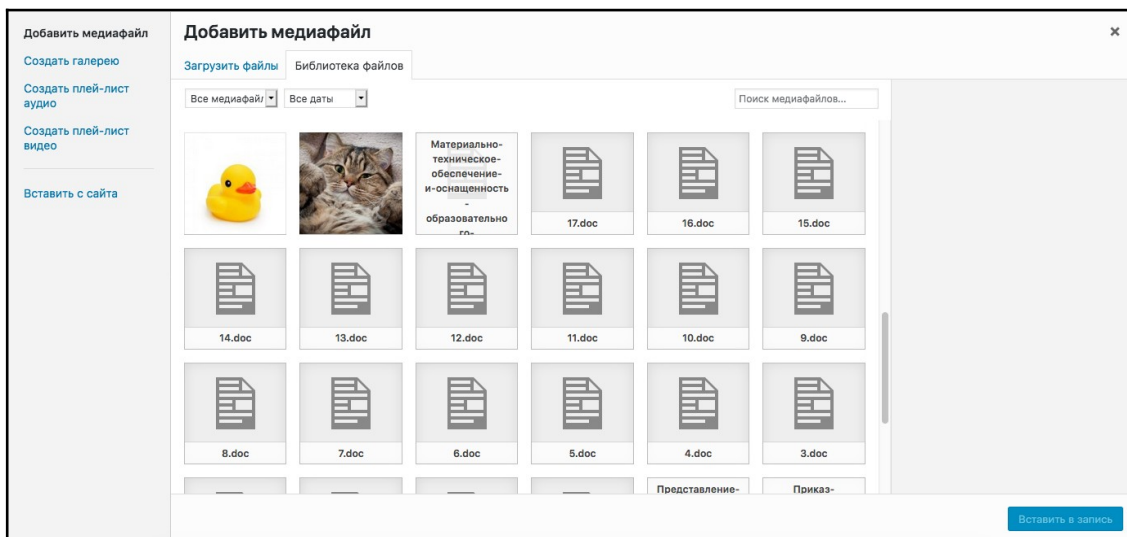 Добавить медиафайл
Создать галерею
Создать плей-лист
аудио
Создать плей-лист
видео
Вставить с сайта
Добавить медиафайл
×
Загрузить файлы
Библиотека файлов
Все медиафай
Все даты
Поиск медиафайлов...
Материально-
техническое-
обеспечение-
и-оснащенность
-
образовательно
го-
17.doc
16.doc
15.doc
14.doc
13.doc
12.doc
11.doc
10.doc
9.doc
8.doc
7.doc
6.doc
5.doc
4.doc
3.doc
Представление-
Приказ-
Вставить в запись